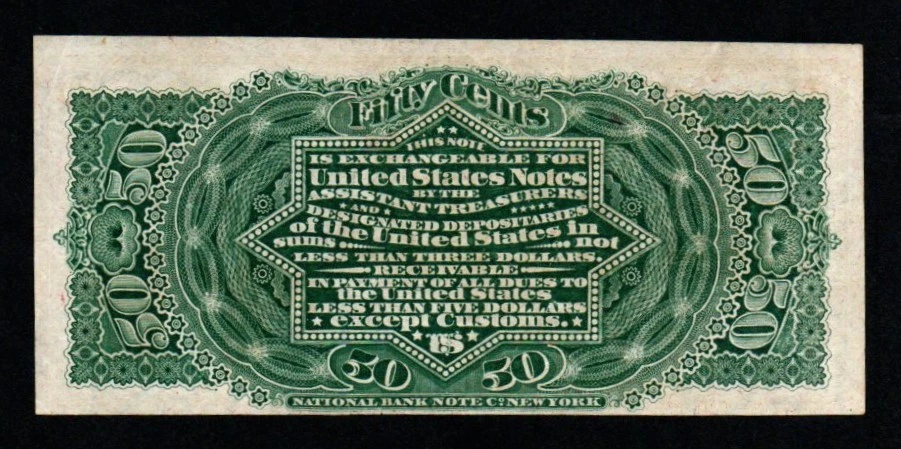 Fifty Cents
THIS NOTE
IS EXCHANGEABLE FOR
United States Notes
BY THE
ASSISTANT TREASURERS
AND
DESIGNATED DEPOSITARIES
of the United States in
sums not
LESS THAN THREE DOLLARS.
RECEIVABLE
IN PAYMENT OF ALL DUES TO
the United States
LESS THAN FIVE DOLLARS
except Customs.
US
50
50
50
50
50 50
NATIONAL BANK NOTE Co. NEW YORK